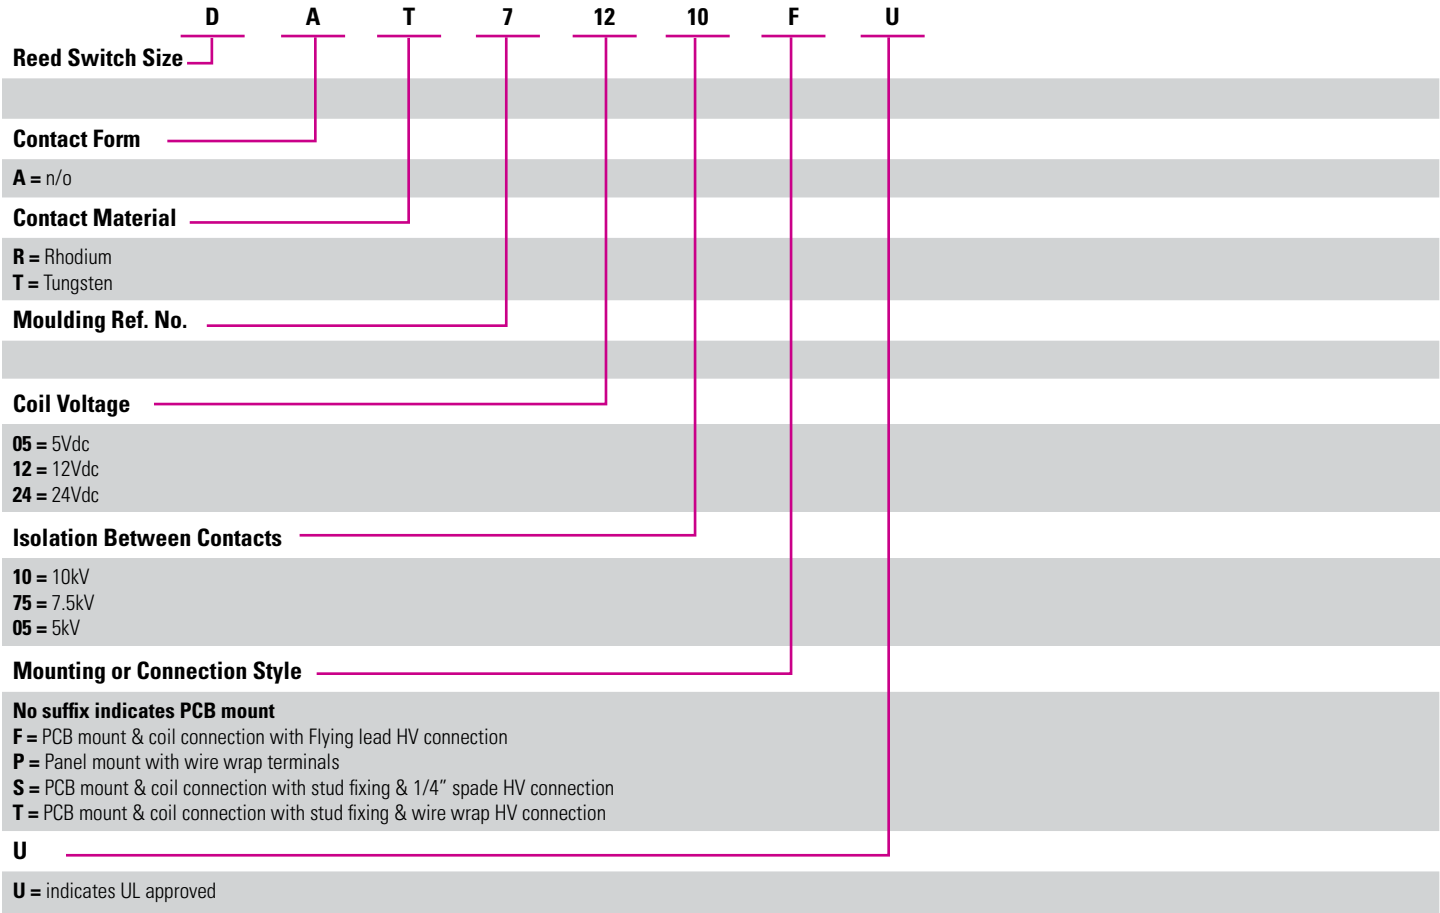 D A T 7 12 10 F U
Reed Switch Size
Contact Form
A = n/o
Contact Material
R = Rhodium
T = Tungsten
Moulding Ref. No.
Coil Voltage
05 = 5Vdc
12 = 12Vdc
24 = 24Vdc
Isolation Between Contacts
10 = 10kV
75 = 7.5kV
05 = 5kV
Mounting or Connection Style
No suffix indicates PCB mount
F = PCB mount & coil connection with Flying lead HV connection
P = Panel mount with wire wrap terminals
S = PCB mount & coil connection with stud fixing & 1/4” spade HV connection
T = PCB mount & coil connection with stud fixing & wire wrap HV connection
U
U = indicates UL approved